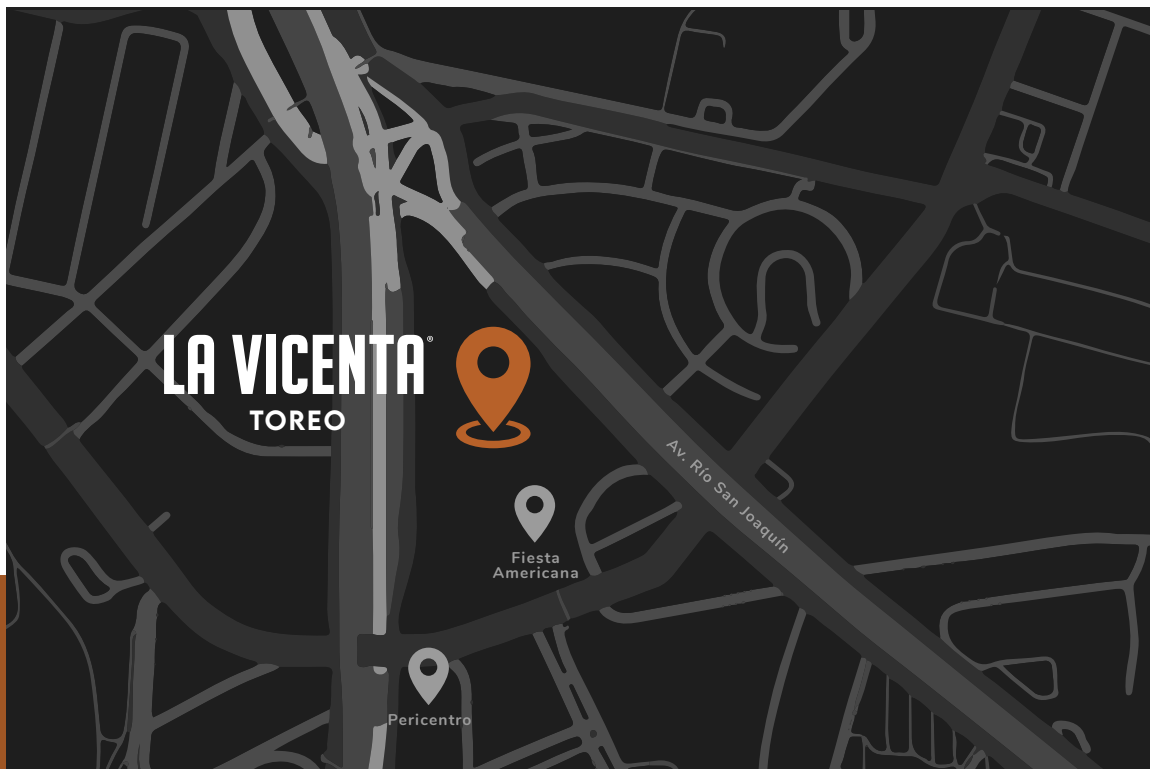 LA VICENTA®
TOREO
Av. Río San Joaquín
Fiesta
Americana
Pericentro